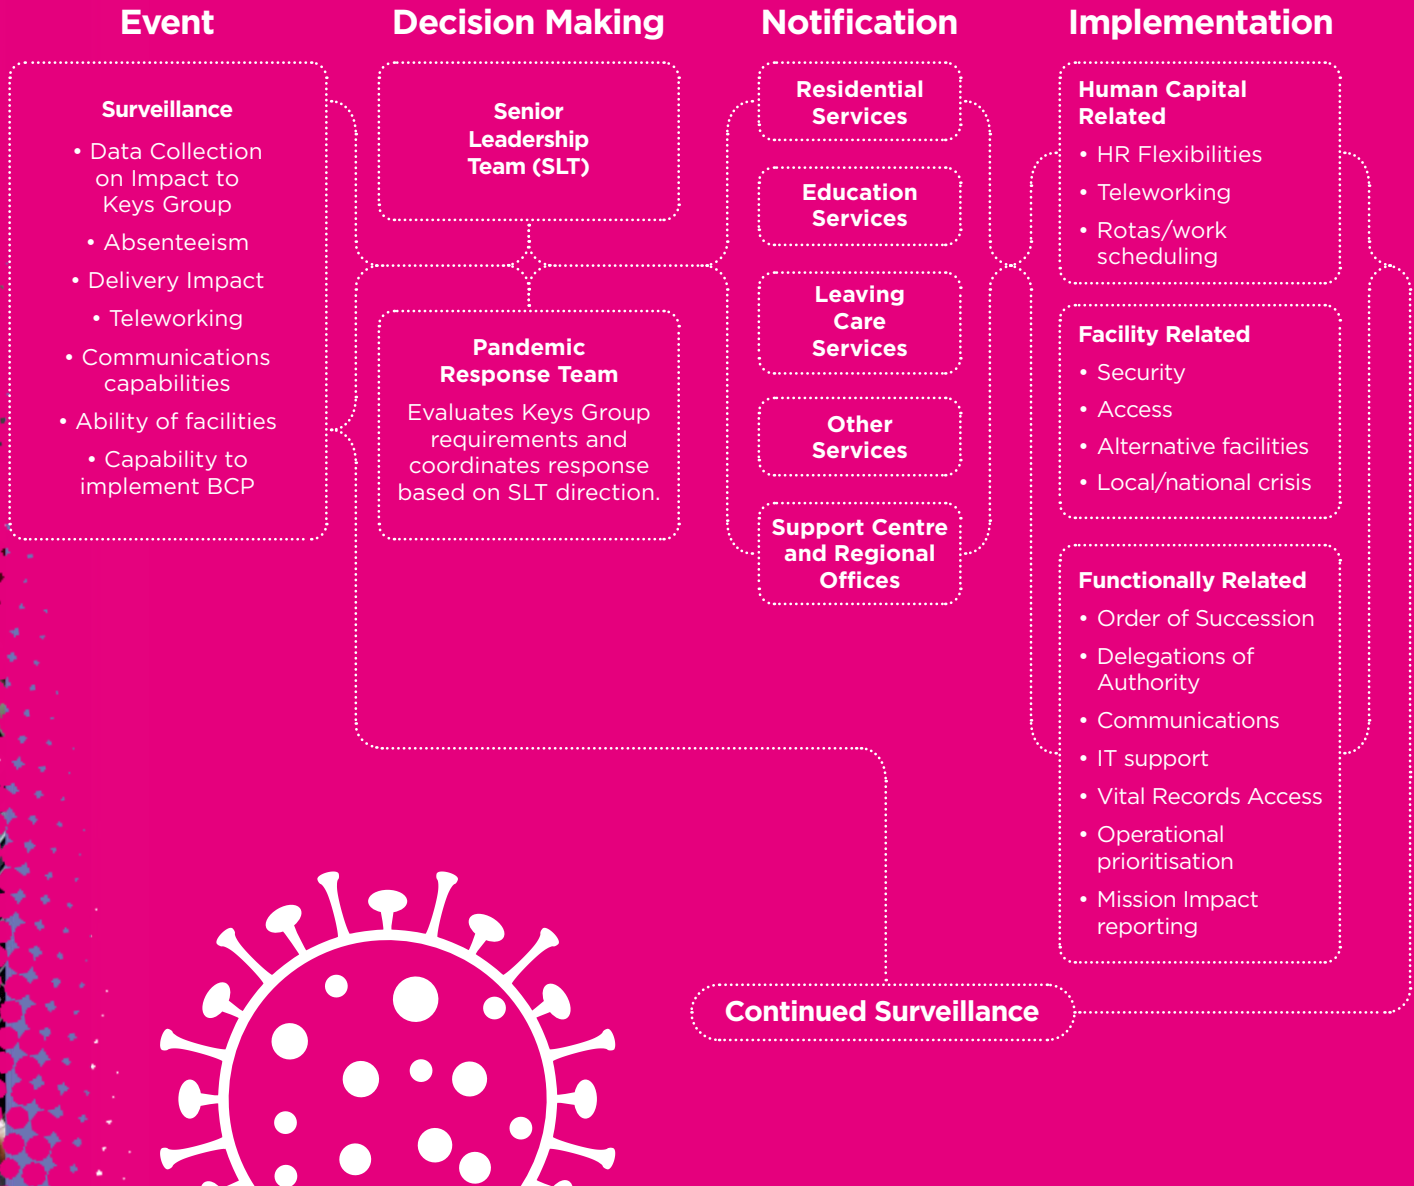 Event
Surveillance
• Data Collection
on Impact to
Keys Group
• Absenteeism
• Delivery Impact
• Teleworking
• Communications
capabilities
• Ability of facilities
• Capability to
implement BCP
Decision Making
Senior
Leadership
Team (SLT)
Pandemic
Response Team
Evaluates Keys Group
requirements and
coordinates response
based on SLT direction.
Notification
Residential
Services
Education
Services
Leaving
Care
Services
Other
Services
Support Centre
and Regional
Offices
Implementation
Human Capital
Related
• HR Flexibilities
• Teleworking
• Rotas/work
scheduling
Facility Related
• Security
• Access
• Alternative facilities
• Local/national crisis
Functionally Related
• Order of Succession
• Delegations of
Authority
• Communications
• IT support
• Vital Records Access
• Operational
prioritisation
• Mission Impact
reporting
Continued Surveillance